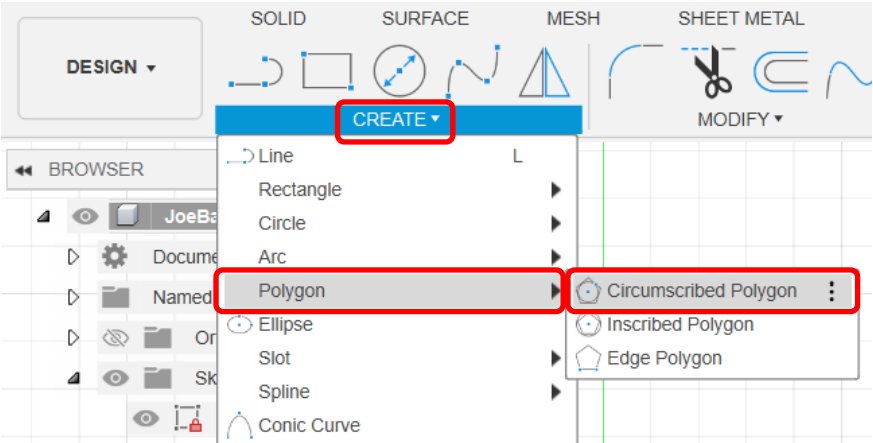 SOLID SURFACE MESH SHEET METAL
DESIGN
CREATE MODIFY
BROWSER
Line L
Rectangle
JoeBa
Circle
Docume
Arc
Named
Polygon
Circumscribed Polygon
Ellipse
Inscribed Polygon
Or
Slot
Edge Polygon
Sk
Spline
Conic Curve